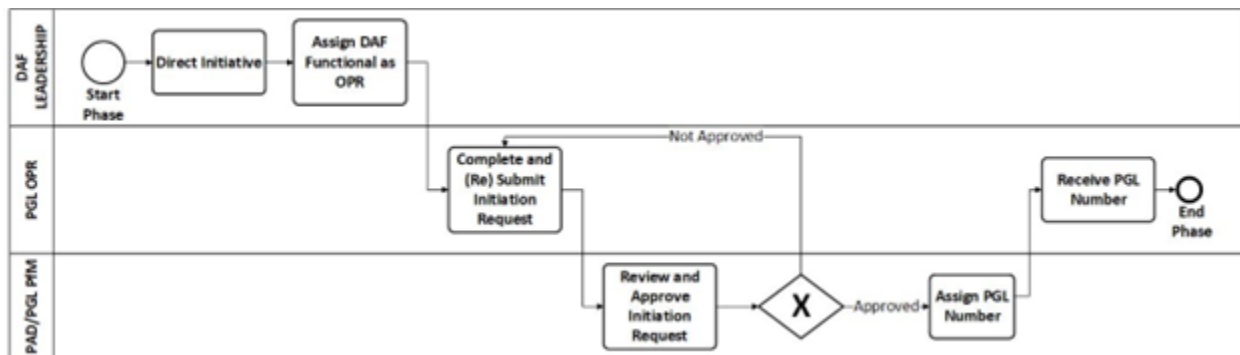 DAF
LEADERSHIP
Start
Phase
Direct Initiative
Assign DAF
Functional as
OPR
PGL OPR
Not Approved
Complete and
(Re) Submit
Initiation
Request
Receive PGL
Number
End
Phase
PAD/PGL PfM
Review and
Approve
Initiation
Request
X
Approved
Assign PGL
Number